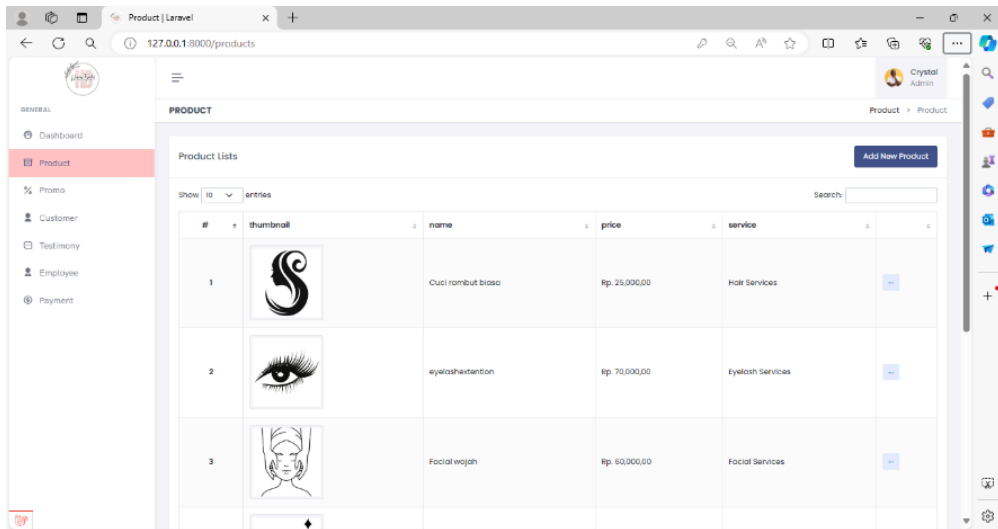 Product | Laravel
127.0.0.1:8000/products
Crystal
Admin
GENERAL
PRODUCT
Product > Product
Dashboard
Product
Promo
Customer
Testimony
Employee
Payment
Product Lists
Add New Product
Show 10 entries
Search:
# thumbnail name price service
1 Cuci rambut biasa Rp. 25,000,00 Hair Services
2 eyelashextention Rp. 70,000,00 Eyelash Services
3 Facial wajah Rp. 60,000,00 Facial Services